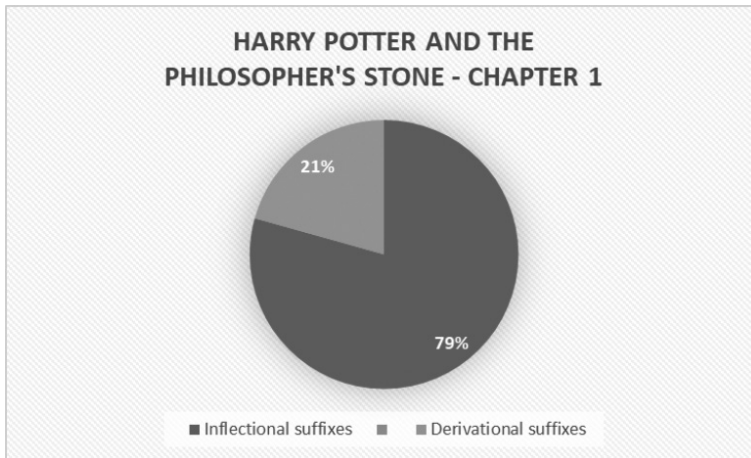 HARRY POTTER AND THE
PHILOSOPHER'S STONE - CHAPTER 1
21%
79%
Inflectional suffixes Derivational suffixes